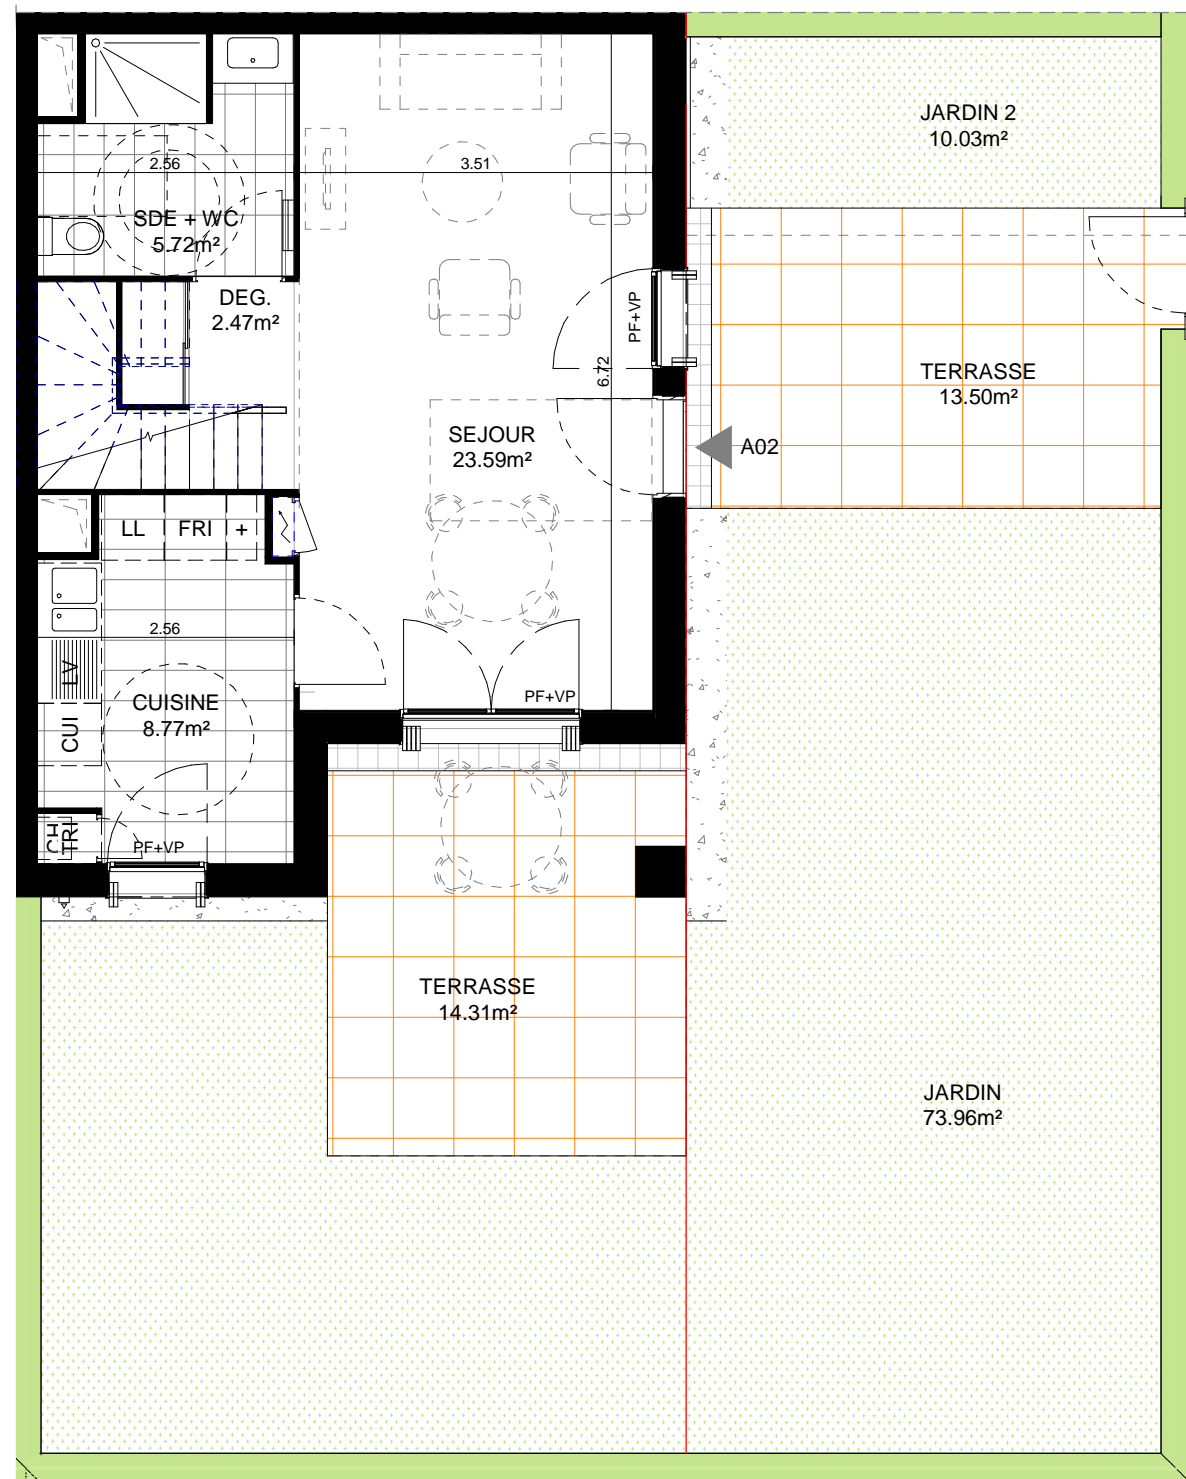 JARDIN 2
10.03m²
2.56
3.51
SDE + WC
5.72m²
DEG.
2.47m²
PF+VP
6.72
TERRASSE
13.50m²
SEJOUR
23.59m²
A02
LL
FRI
+
2.56
LV
CUISINE
8.77m²
CUI
PF+VP
CH
TRI
PF+VP
TERRASSE
14.31m²
JARDIN
73.96m²